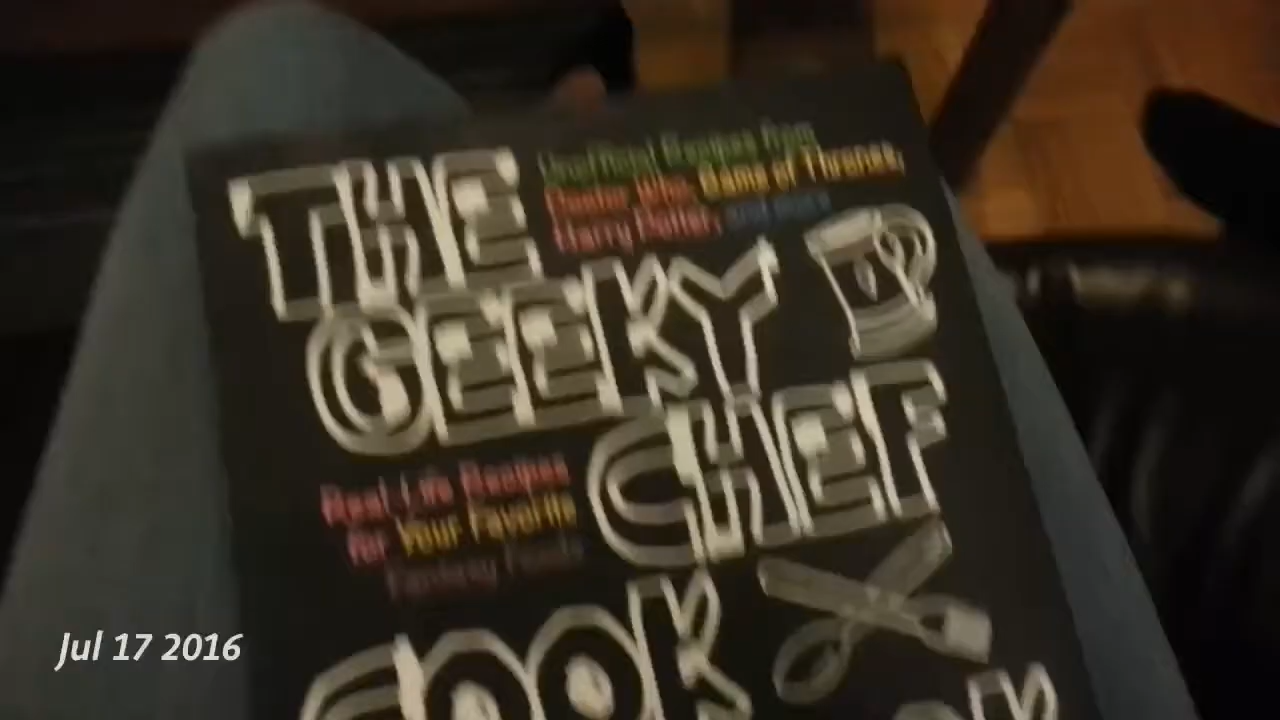 THE
Unofficial Recipes from
Doctor Who, Game of Thrones,
Harry Potter, and more
GEEKY
CHEF
Real-Life Recipes
for Your Favorite
Fantasy Foods
COOK
Jul 17 2016